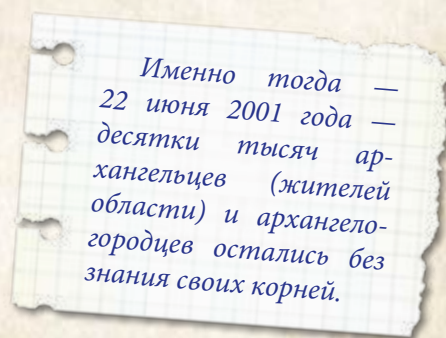 Именно тогда —
22 июня 2001 года —
десятки тысяч ар-
хангельцев (жителей
области) и архангело-
городцев остались без
знания своих корней.